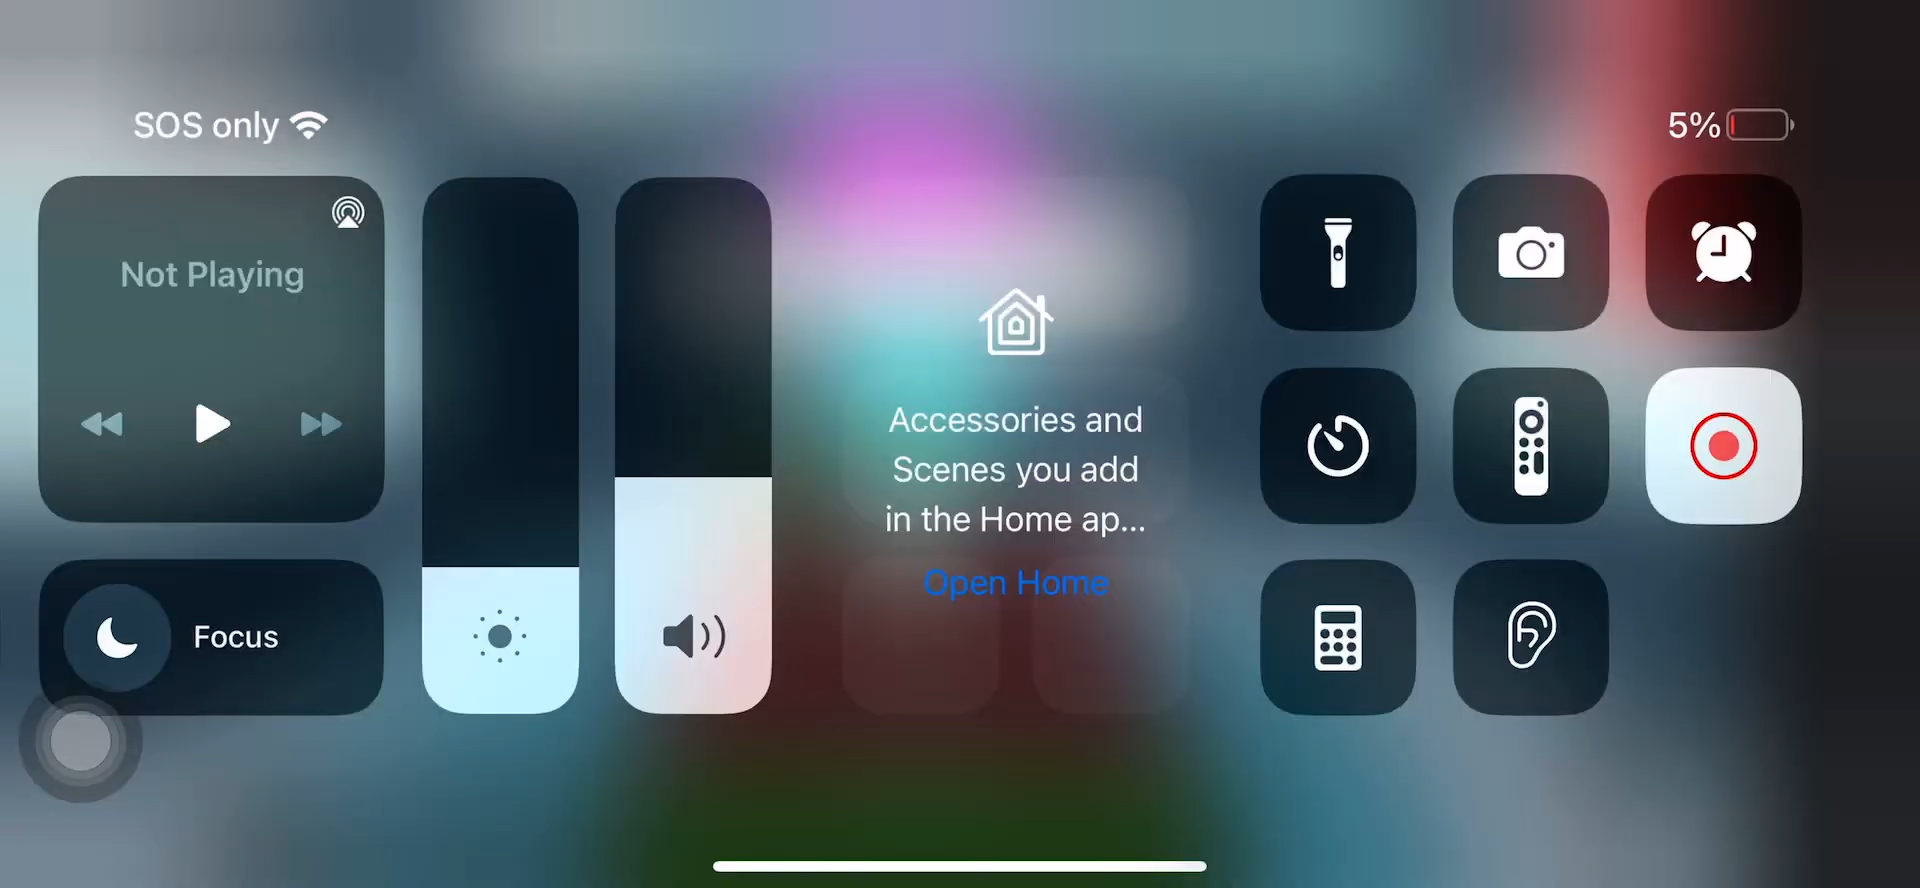 SOS only
5%
Not Playing
Accessories and
Scenes you add
in the Home ap...
Open Home
Focus